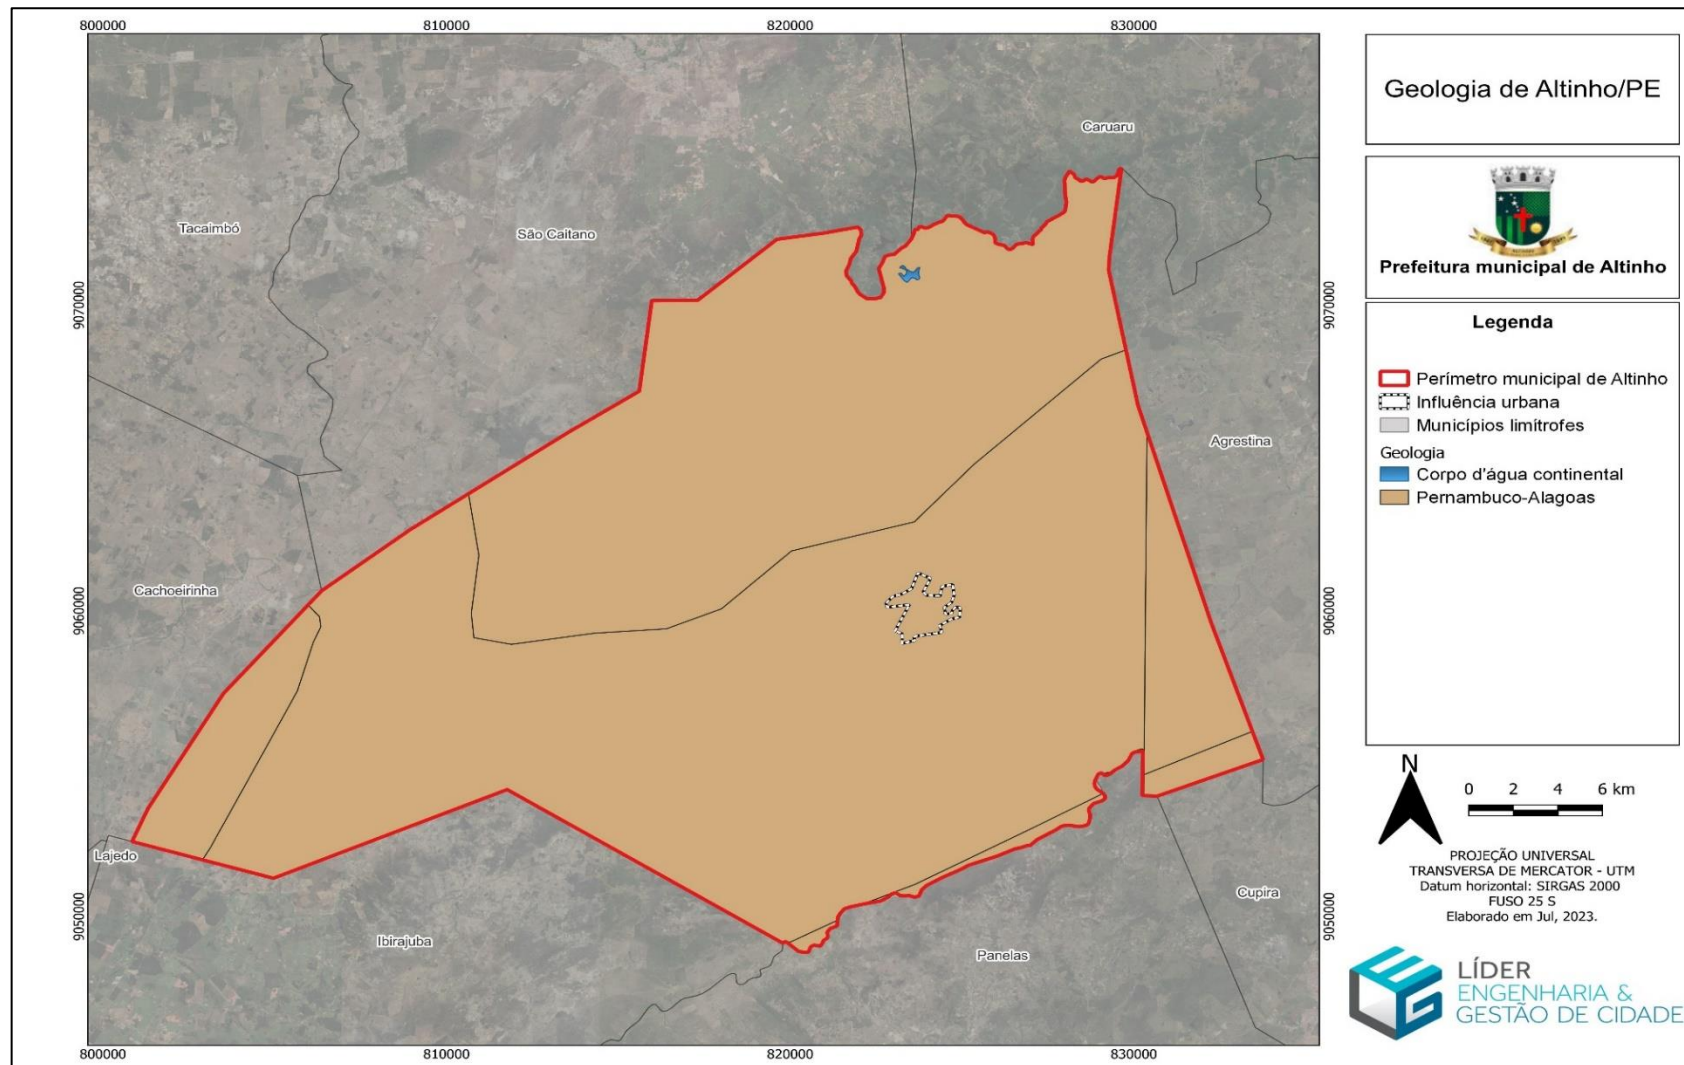 800000
810000
820000
830000
Caruaru
Tacaimbó
São Caitano
9070000
9070000
Agrestina
Cachoeirinha
9060000
9060000
Lajedo
Cupira
9050000
9050000
Ibirajuba
Panelas
800000
810000
820000
830000
Geologia de Altinho/PE
Prefeitura municipal de Altinho
Legenda
Perímetro municipal de Altinho
Influência urbana
Municípios limítrofes
Geologia
Corpo d'água continental
Pernambuco-Alagoas
N
0 2 4 6 km
PROJEÇÃO UNIVERSAL
TRANSVERSA DE MERCATOR - UTM
Datum horizontal: SIRGAS 2000
FUSO 25 S
Elaborado em Jul, 2023.
LÍDER
ENGENHARIA &
GESTÃO DE CIDADE